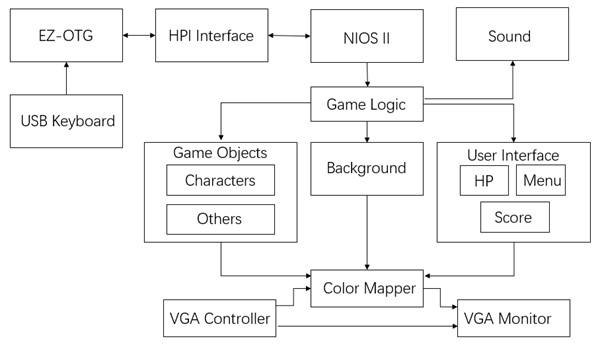 EZ-OTG
HPI Interface
NIOS II
Sound
USB Keyboard
Game Logic
Game Objects
Characters
Others
Background
User Interface
HP
Menu
Score
Color Mapper
VGA Controller
VGA Monitor